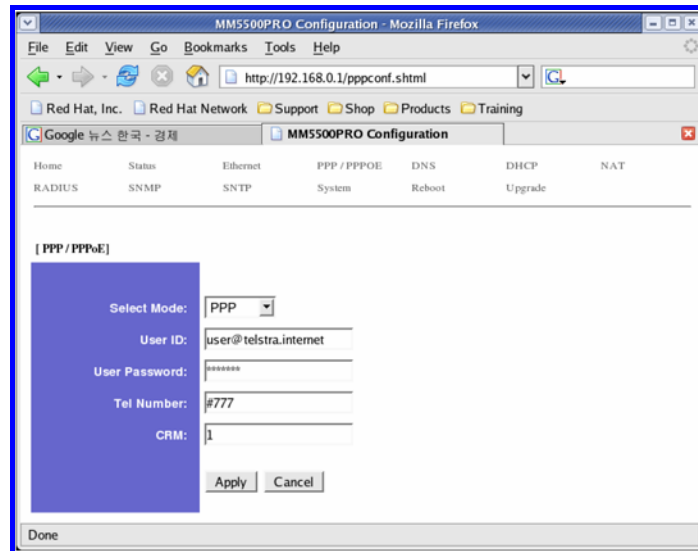 MM5500PRO Configuration - Mozilla Firefox
File Edit View Go Bookmarks Tools Help
http://192.168.0.1/pppconf.shtml
Red Hat, Inc. Red Hat Network Support Shop Products Training
Google 뉴스 한국 - 경제 MM5500PRO Configuration
Home Status Ethernet PPP / PPPOE DNS DHCP NAT
RADIUS SNMP SNTP System Reboot Upgrade
[ PPP / PPPoE]
Select Mode: PPP
User ID: user@telstra.internet
User Password: *******
Tel Number: #777
CRM: 1
Apply Cancel
Done